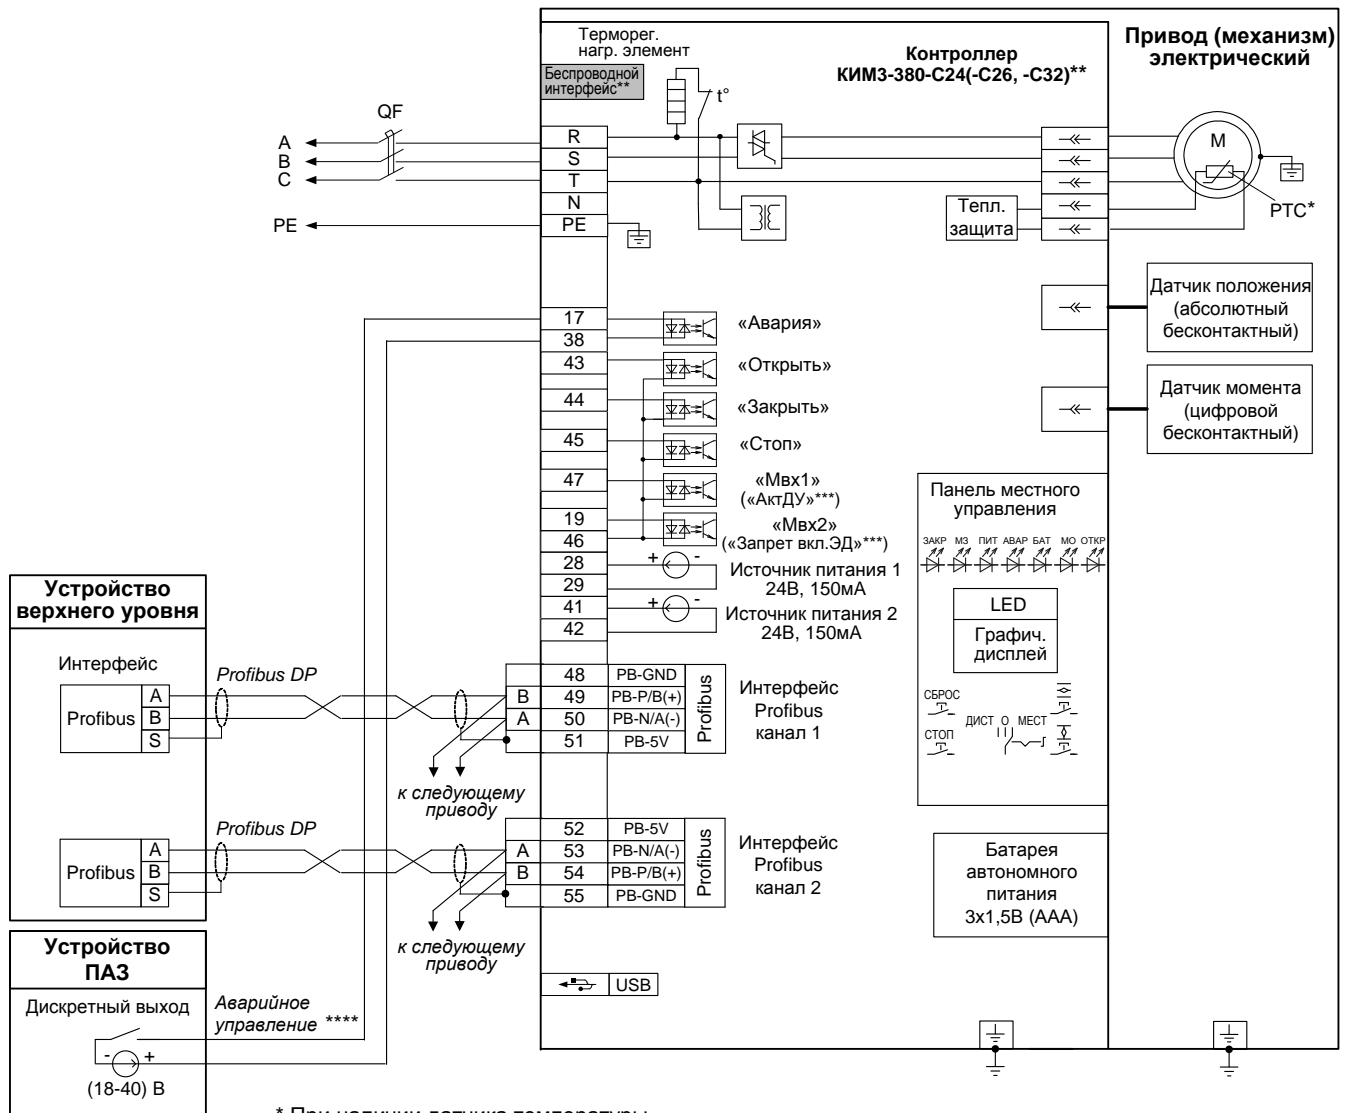 Терморег.
нагр. элемент
Беспроводной
интерфейс**
t°
Контроллер
КИМ3-380-С24(-С26, -С32)**
Привод (механизм)
электрический
QF
A
B
C
PE
R
S
T
N
PE
Тепл.
защита
M
PTC*
Датчик положения
(абсолютный
бесконтактный)
Датчик момента
(цифровой
бесконтактный)
17
38
43
44
45
47
19
46
28
29
41
42
«Авария»
«Открыть»
«Закрыть»
«Стоп»
«Мвх1»
(«АктДУ»***)
«Мвх2»
(«Запрет вкл.ЭД»***)
+ -
Источник питания 1
24В, 150мА
+ -
Источник питания 2
24В, 150мА
Панель местного
управления
ЗАКР МЗ ПИТ АВАР БАТ МО ОТКР
LED
Графич.
дисплей
СБРОС
СТОП
ДИСТ О МЕСТ
Устройство
верхнего уровня
Интерфейс
Profibus
A
B
S
Profibus DP
B
A
48 PB-GND
49 PB-P/B(+)
50 PB-N/A(-)
51 PB-5V
Profibus
Интерфейс
Profibus
канал 1
к следующему
приводу
Profibus
A
B
S
Profibus DP
A
B
52 PB-5V
53 PB-N/A(-)
54 PB-P/B(+)
55 PB-GND
Profibus
Интерфейс
Profibus
канал 2
к следующему
приводу
Батарея
автономного
питания
3х1,5В (ААА)
USB
Устройство
ПАЗ
Дискретный выход
- +
(18-40) В
Аварийное
управление ****
* При наличии датчика температуры